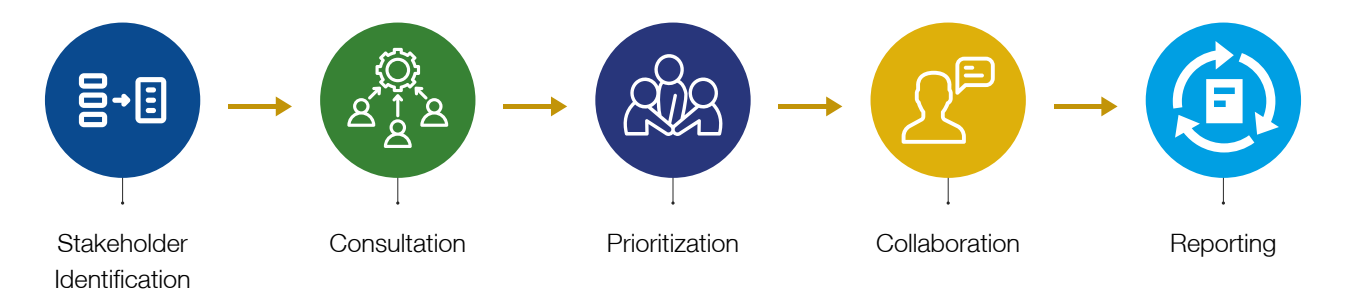 Stakeholder
Identification
Consultation
Prioritization
Collaboration
Reporting